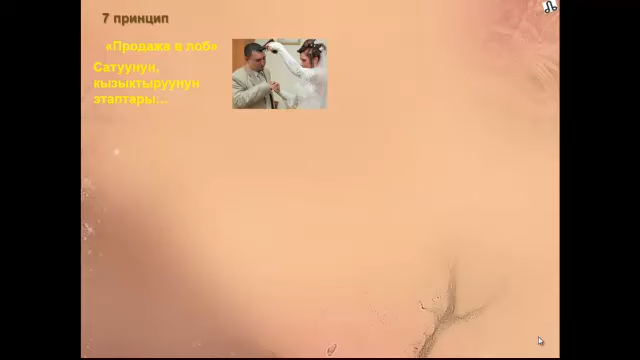 7 принцип
«Продажа в лоб»
Сатуунун,
кызыктыруунун
этаптары...